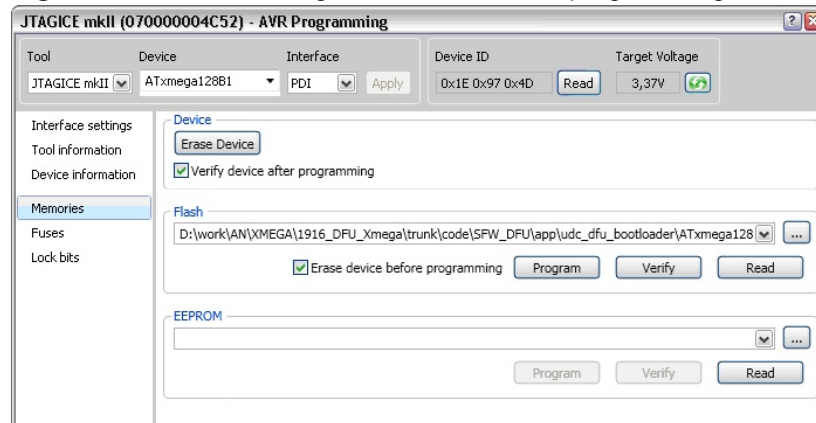 JTAGICE mkII (070000004C52) - AVR Programming
Tool Device Interface Device ID Target Voltage
JTAGICE mkII ATxmega128B1 PDI Apply 0x1E 0x97 0x4D Read 3,37V
Interface settings
Tool information
Device information
Memories
Fuses
Lock bits
Device
Erase Device
Verify device after programming
Flash
D:\work\AN\XMEGA\1916_DFU_Xmega\trunk\code\SFW_DFU\app\udc_dfu_bootloader\ATxmega128 ...
Erase device before programming Program Verify Read
EEPROM
...
Program Verify Read